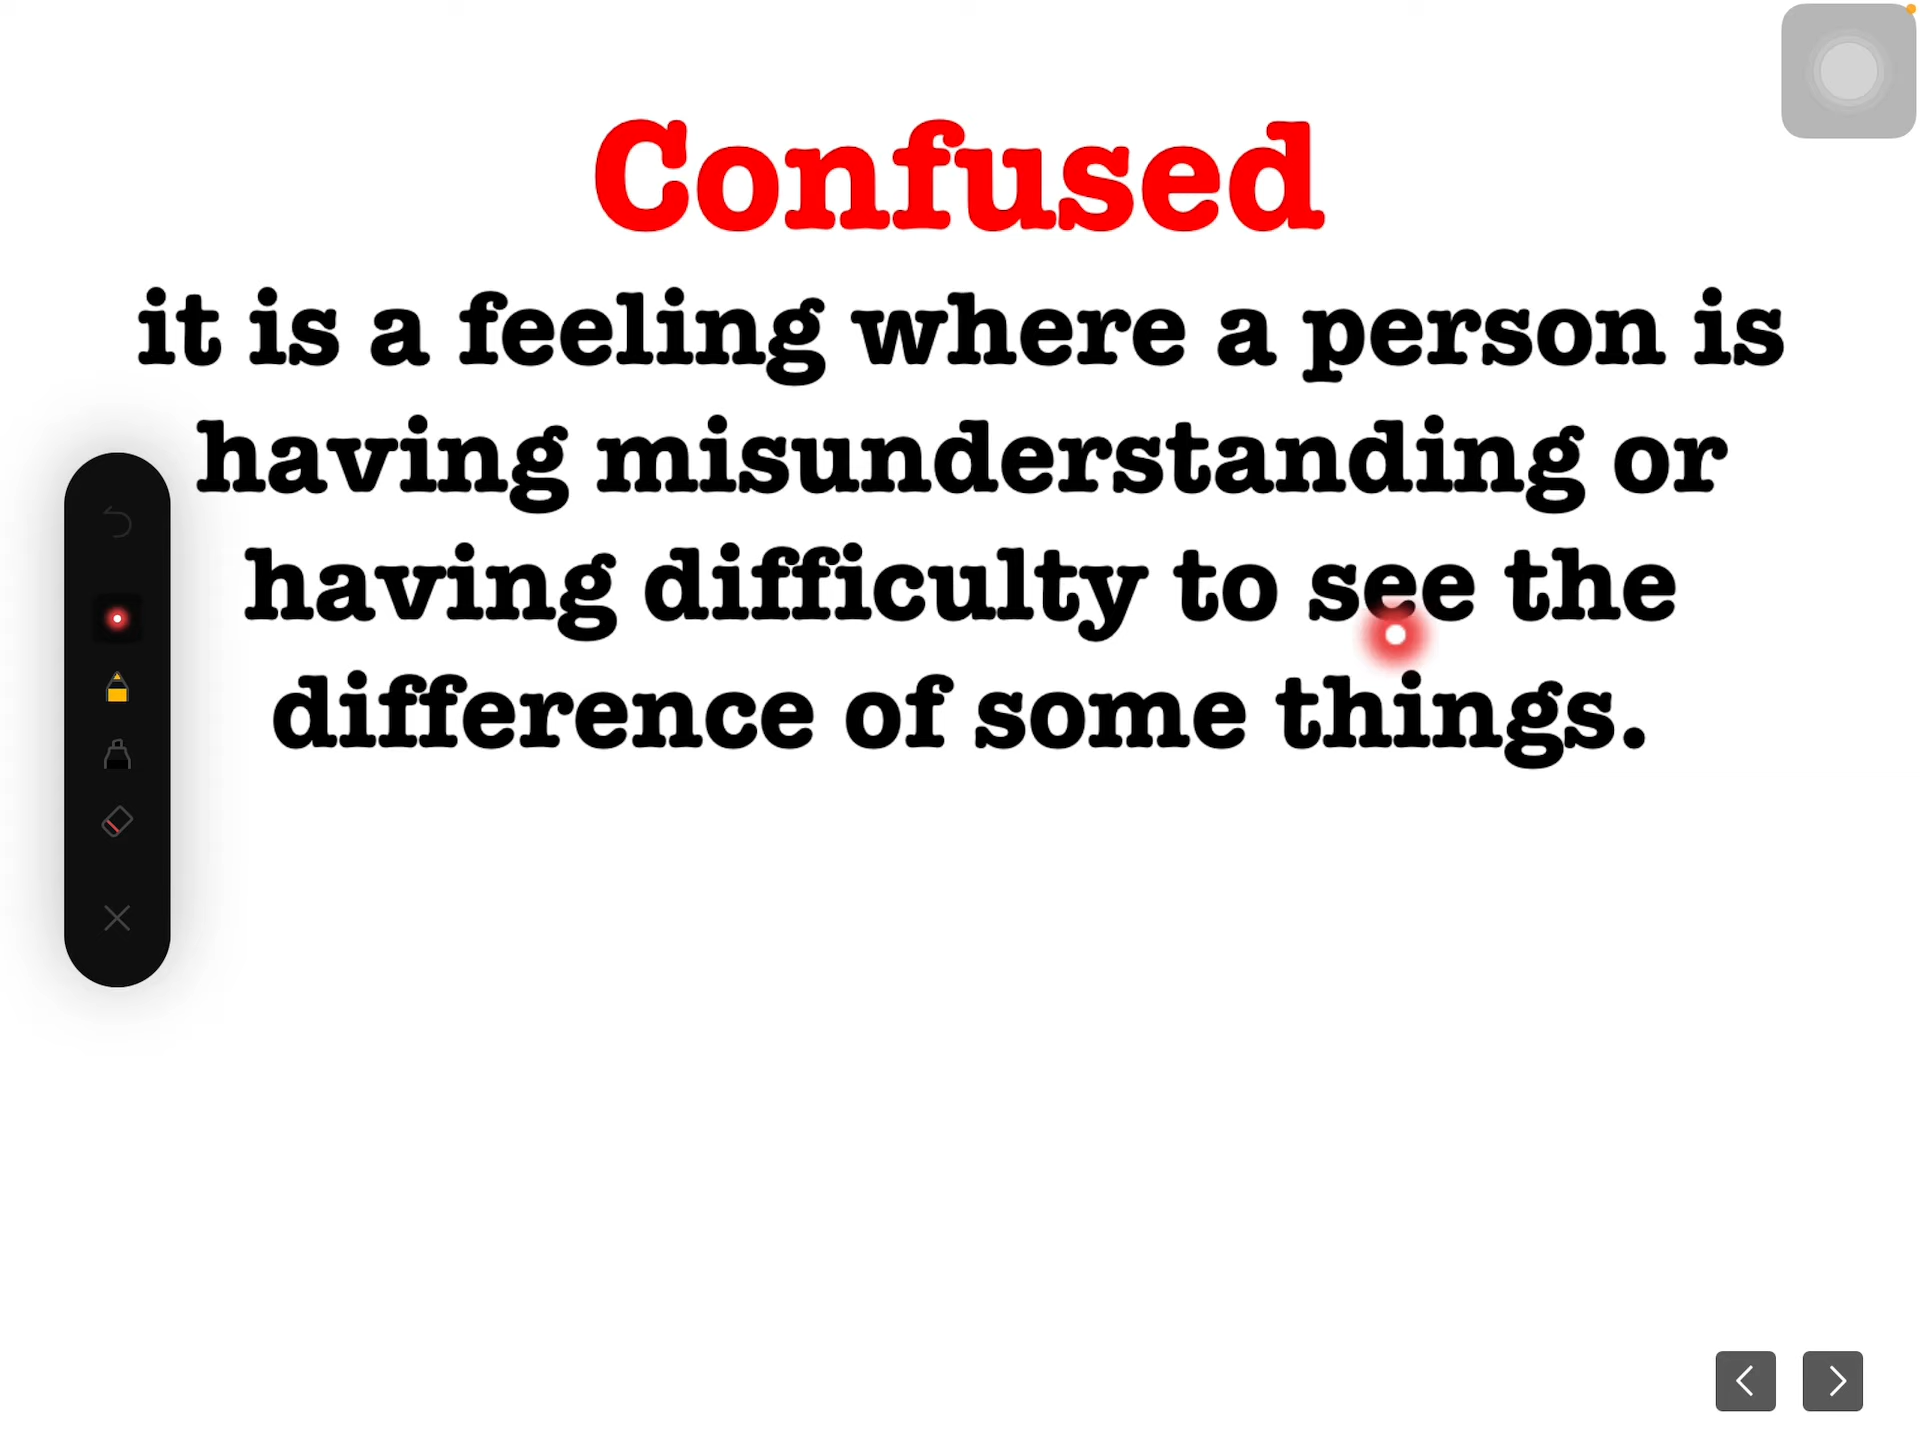 Confused
it is a feeling where a person is
having misunderstanding or
having difficulty to see the
difference of some things.